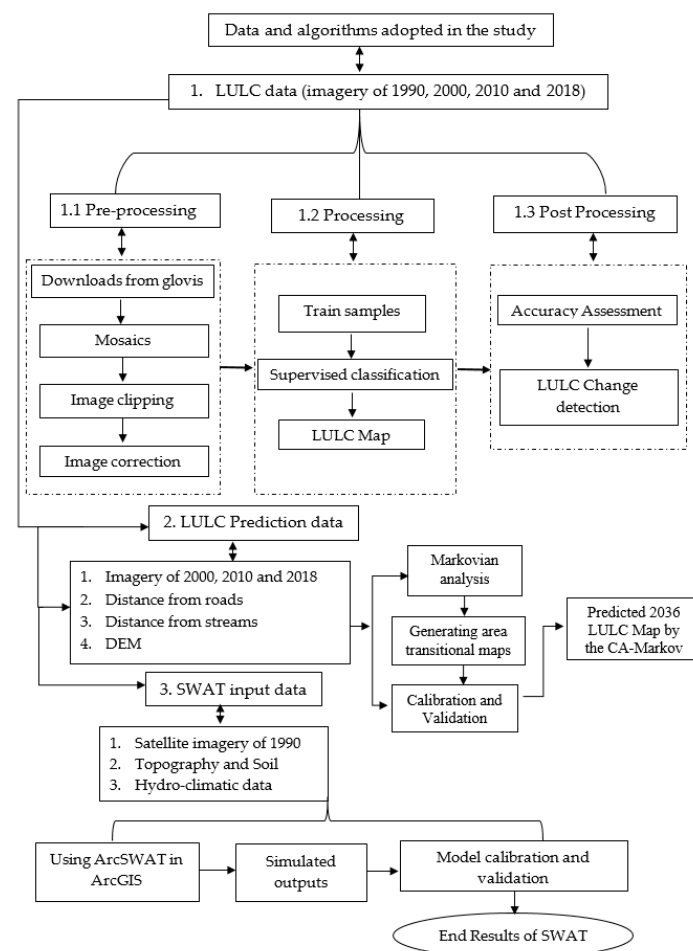 Data and algorithms adopted in the study
1. LULC data (imagery of 1990, 2000, 2010 and 2018)
1.1 Pre-processing
1.2 Processing
1.3 Post Processing
Downloads from glovis
Mosaics
Image clipping
Image correction
Train samples
Supervised classification
LULC Map
Accuracy Assessment
LULC Change
detection
2. LULC Prediction data
1. Imagery of 2000, 2010 and 2018
2. Distance from roads
3. Distance from streams
4. DEM
Markovian
analysis
Generating area
transitional maps
Calibration and
Validation
Predicted 2036
LULC Map by
the CA-Markov
3. SWAT input data
1. Satellite imagery of 1990
2. Topography and Soil
3. Hydro-climatic data
Using ArcSWAT in
ArcGIS
Simulated
outputs
Model calibration and
validation
End Results of SWAT